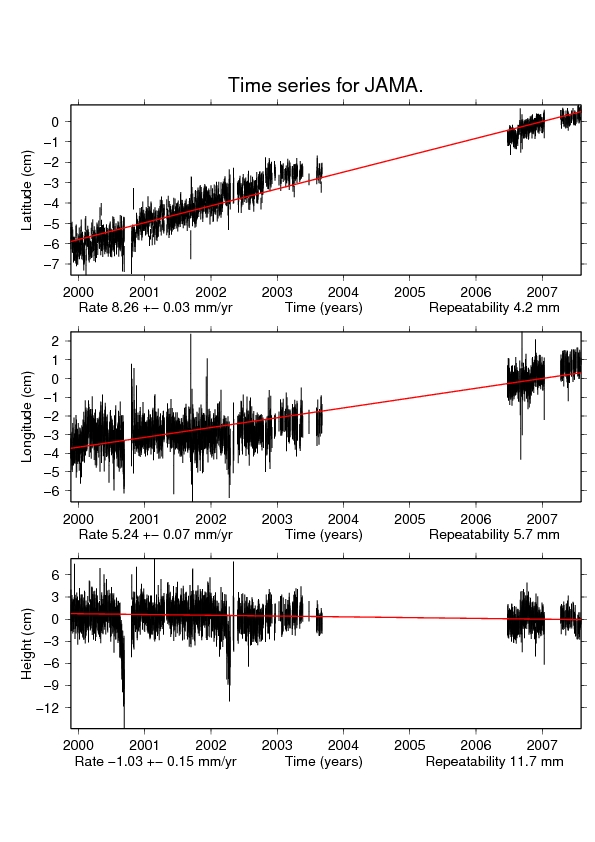 Time series for JAMA.
Latitude (cm)
0
−1
−2
−3
−4
−5
−6
−7
2000 2001 2002 2003 2004 2005 2006 2007
Rate 8.26 +− 0.03 mm/yr Time (years) Repeatability 4.2 mm
Longitude (cm)
2
1
0
−1
−2
−3
−4
−5
−6
2000 2001 2002 2003 2004 2005 2006 2007
Rate 5.24 +− 0.07 mm/yr Time (years) Repeatability 5.7 mm
Height (cm)
6
3
0
−3
−6
−9
−12
2000 2001 2002 2003 2004 2005 2006 2007
Rate −1.03 +− 0.15 mm/yr Time (years) Repeatability 11.7 mm